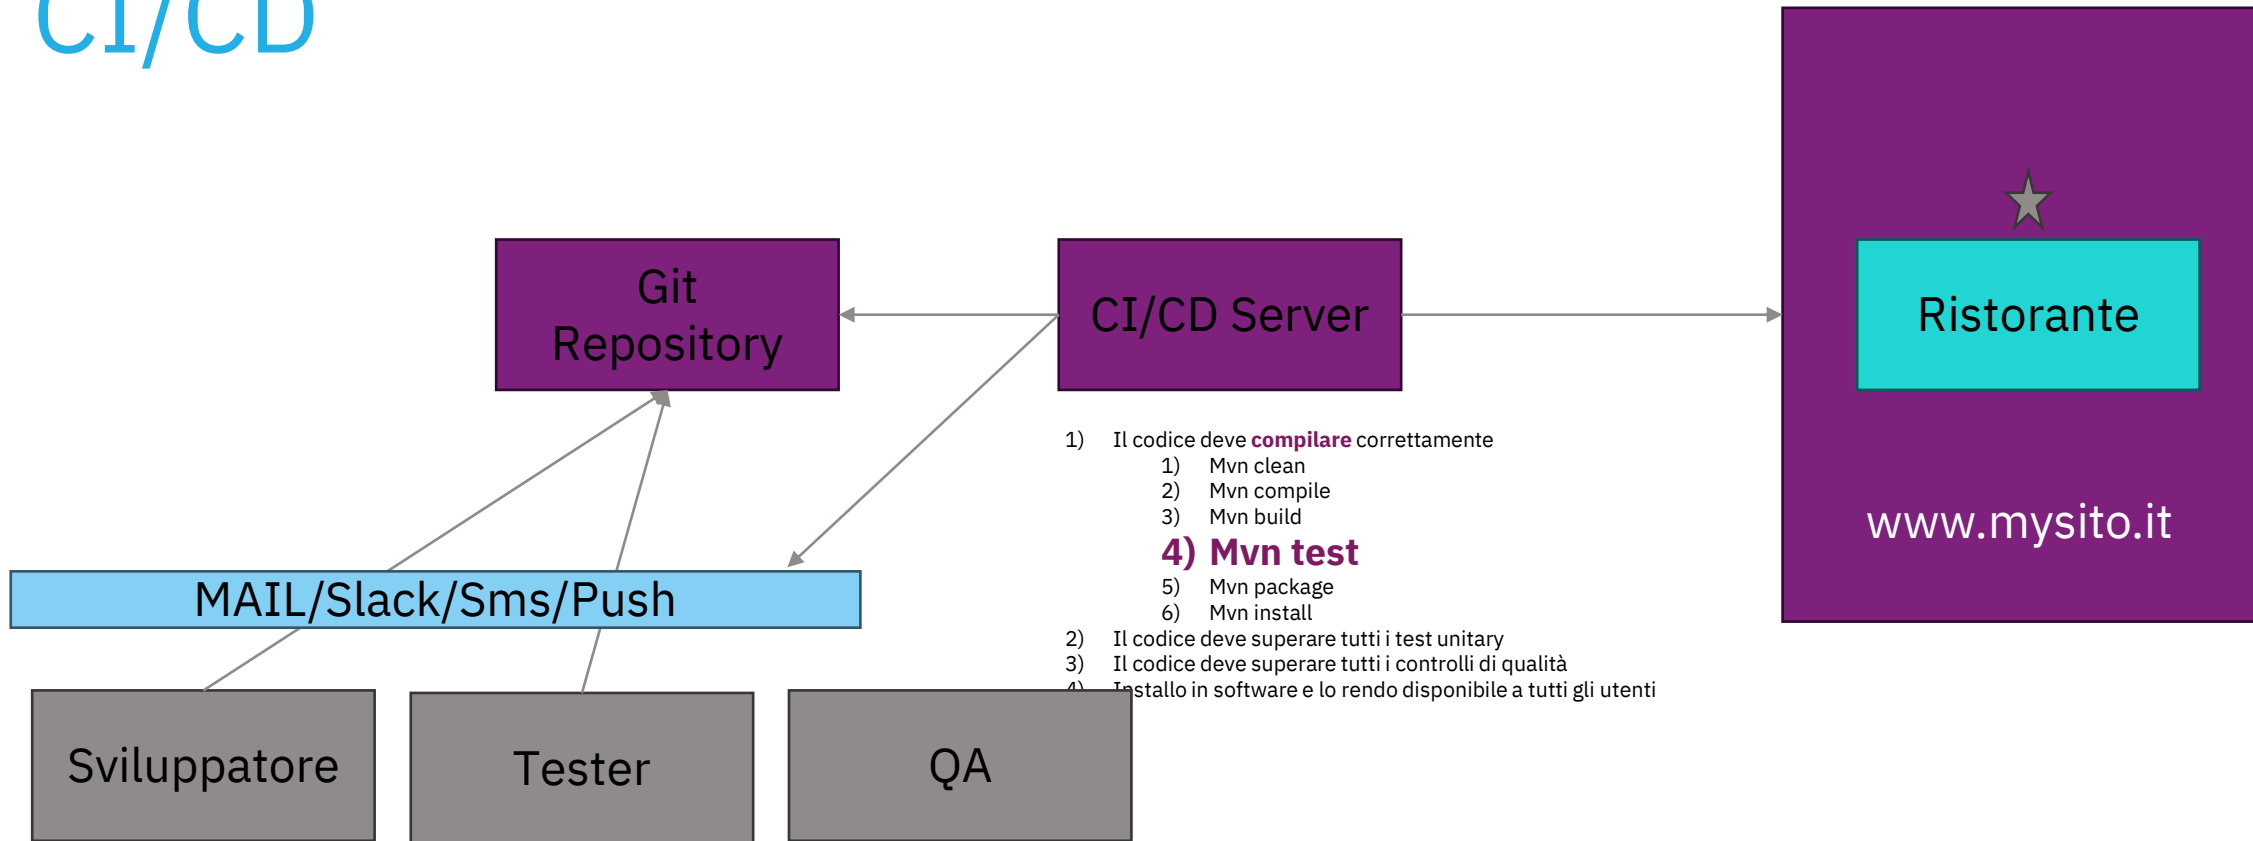 CI/CD
Git
Repository
CI/CD Server
Ristorante
www.mysito.it
1) Il codice deve compilare correttamente
1) Mvn clean
2) Mvn compile
3) Mvn build
4) Mvn test
5) Mvn package
6) Mvn install
2) Il codice deve superare tutti i test unitary
3) Il codice deve superare tutti i controlli di qualità
4) Installo in software e lo rendo disponibile a tutti gli utenti
MAIL/Slack/Sms/Push
Sviluppatore
Tester
QA